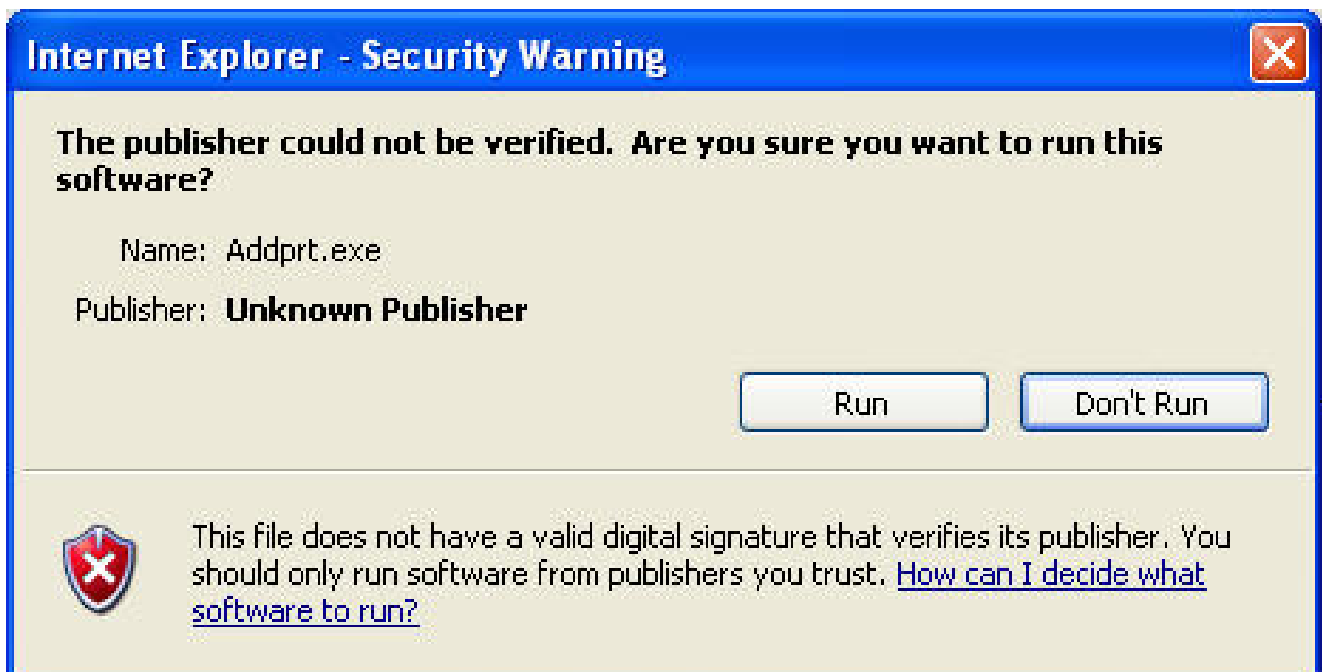 Internet Explorer - Security Warning
The publisher could not be verified.  Are you sure you want to run this
software?
Name: Addprt.exe
Publisher: Unknown Publisher
Run Don't Run
This file does not have a valid digital signature that verifies its publisher. You
should only run software from publishers you trust. How can I decide what
software to run?